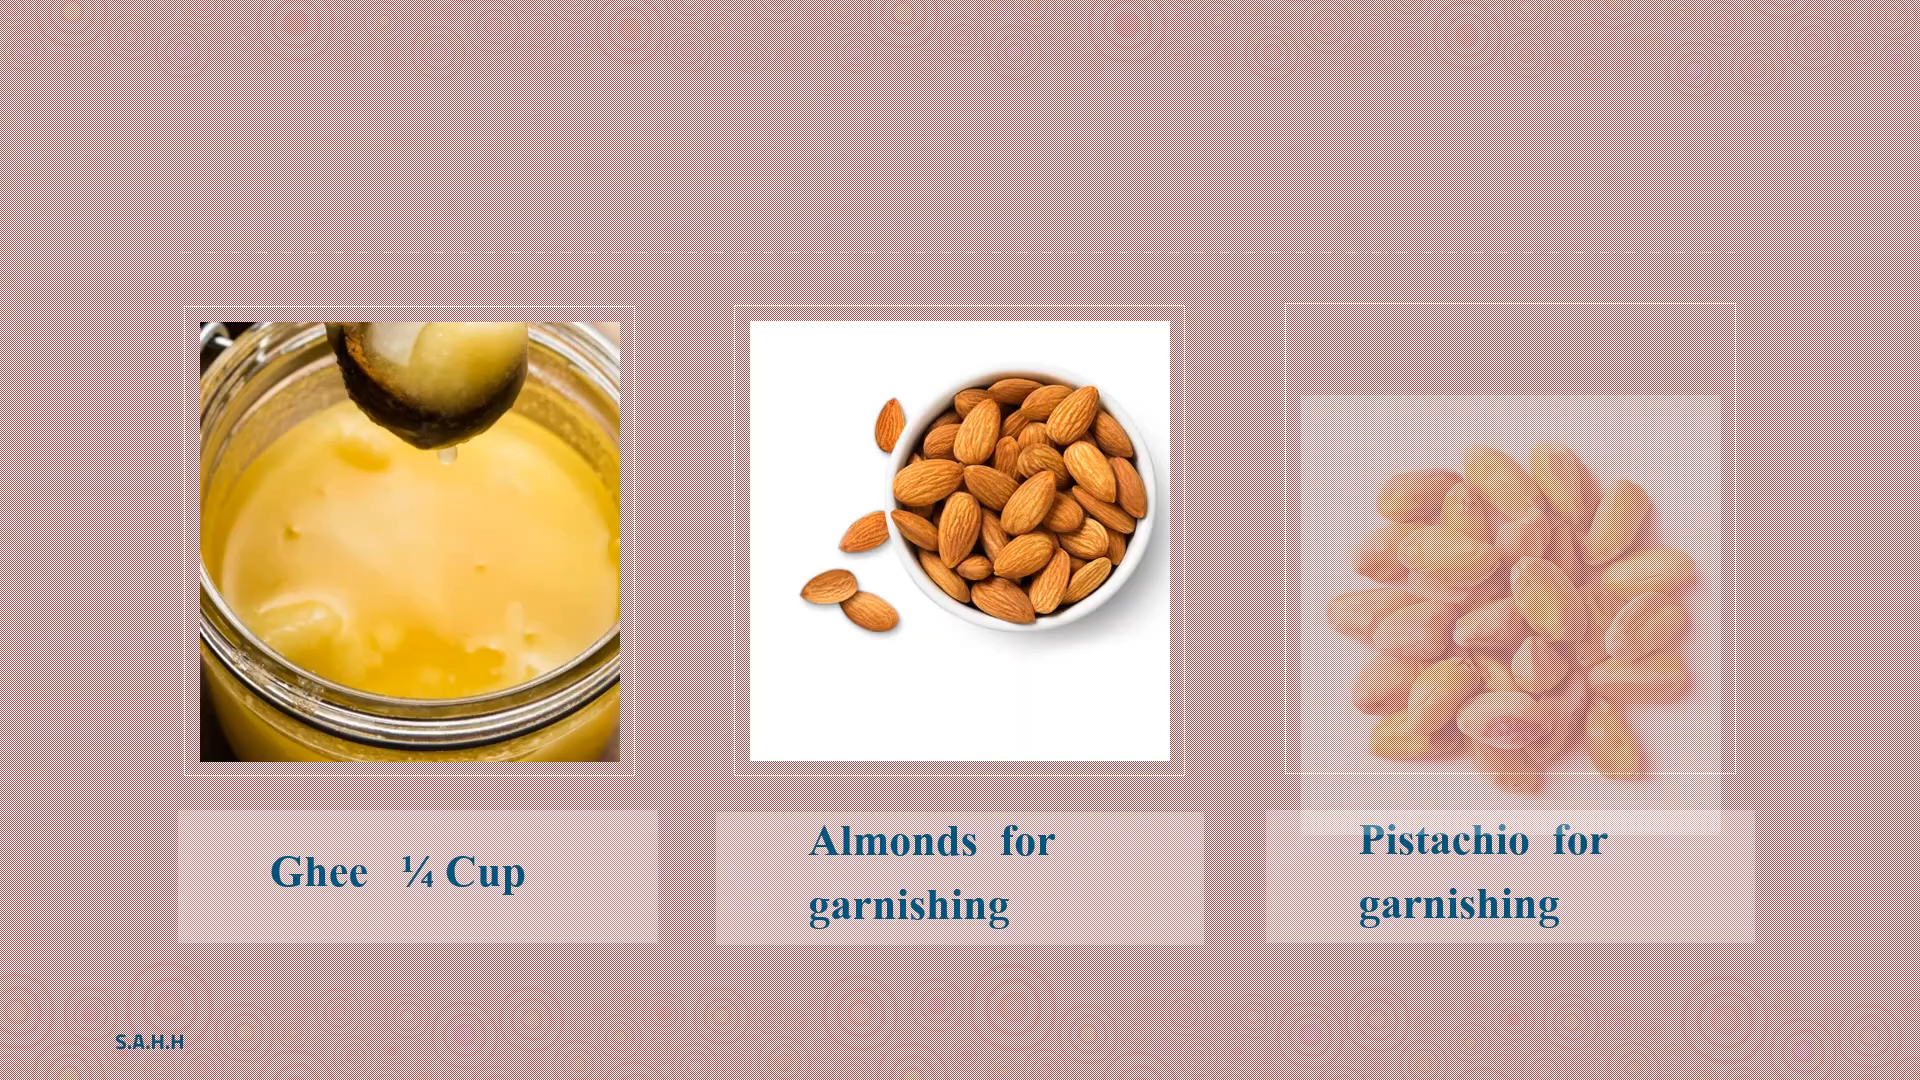 Ghee ¼ Cup
Almonds for
garnishing
Pistachio for
garnishing
S.A.H.H